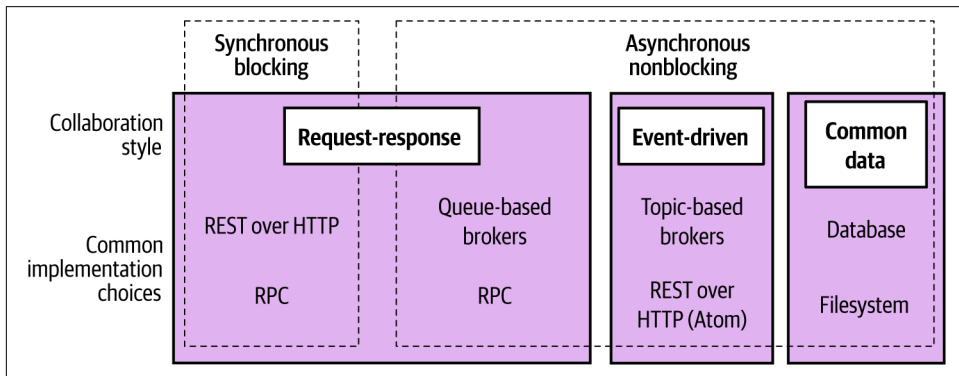 Synchronous
blocking
Asynchronous
nonblocking
Collaboration
style
Request-response
Event-driven
Common
data
Common
implementation
choices
REST over HTTP
RPC
Queue-based
brokers
RPC
Topic-based
brokers
REST over
HTTP (Atom)
Database
Filesystem